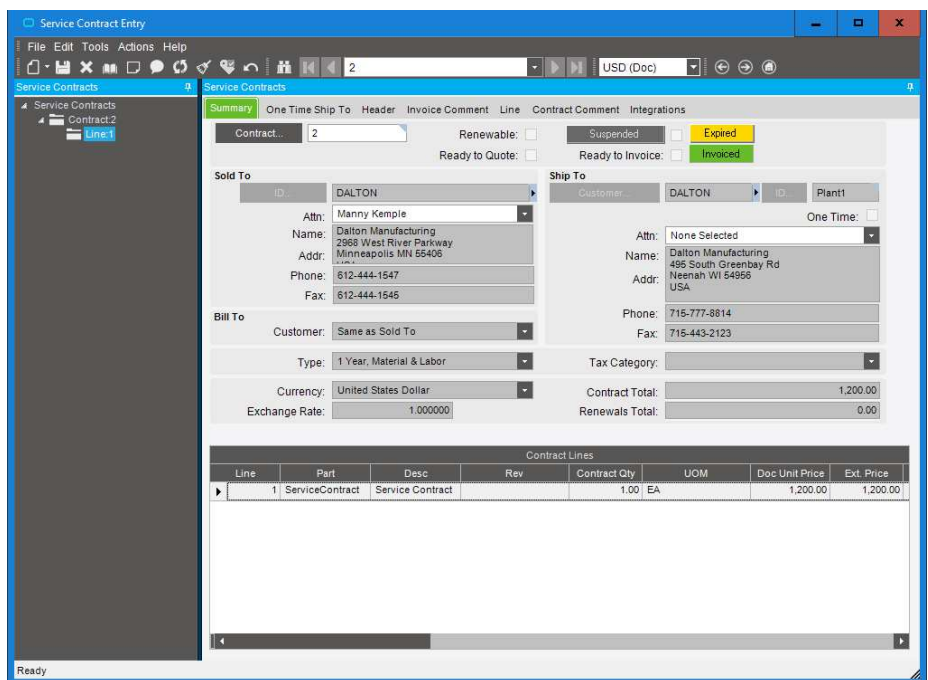 Service Contract Entry
File Edit Tools Actions Help
2
USD (Doc)
Service Contracts
Service Contracts
Service Contracts
Contract:2
Line:1
Summary One Time Ship To Header Invoice Comment Line Contract Comment Integrations
Contract... 2 Renewable: Suspended Expired
Ready to Quote: Ready to Invoice: Invoiced
Sold To
ID... DALTON
Attn: Manny Kemple
Name: Dalton Manufacturing
2968 West River Parkway
Addr: Minneapolis MN 55406
Phone: 612-444-1547
Fax: 612-444-1545
Bill To
Customer: Same as Sold To
Ship To
Customer... DALTON ID... Plant1
One Time:
Attn: None Selected
Name: Dalton Manufacturing
495 South Greenbay Rd
Addr: Neenah WI 54956
USA
Phone: 715-777-8814
Fax: 715-443-2123
Type: 1 Year, Material & Labor Tax Category:
Currency: United States Dollar Contract Total: 1,200.00
Exchange Rate: 1.000000 Renewals Total: 0.00
Contract Lines
Line Part Desc Rev Contract Qty UOM Doc Unit Price Ext. Price
1 ServiceContract Service Contract 1.00 EA 1,200.00 1,200.00
Ready